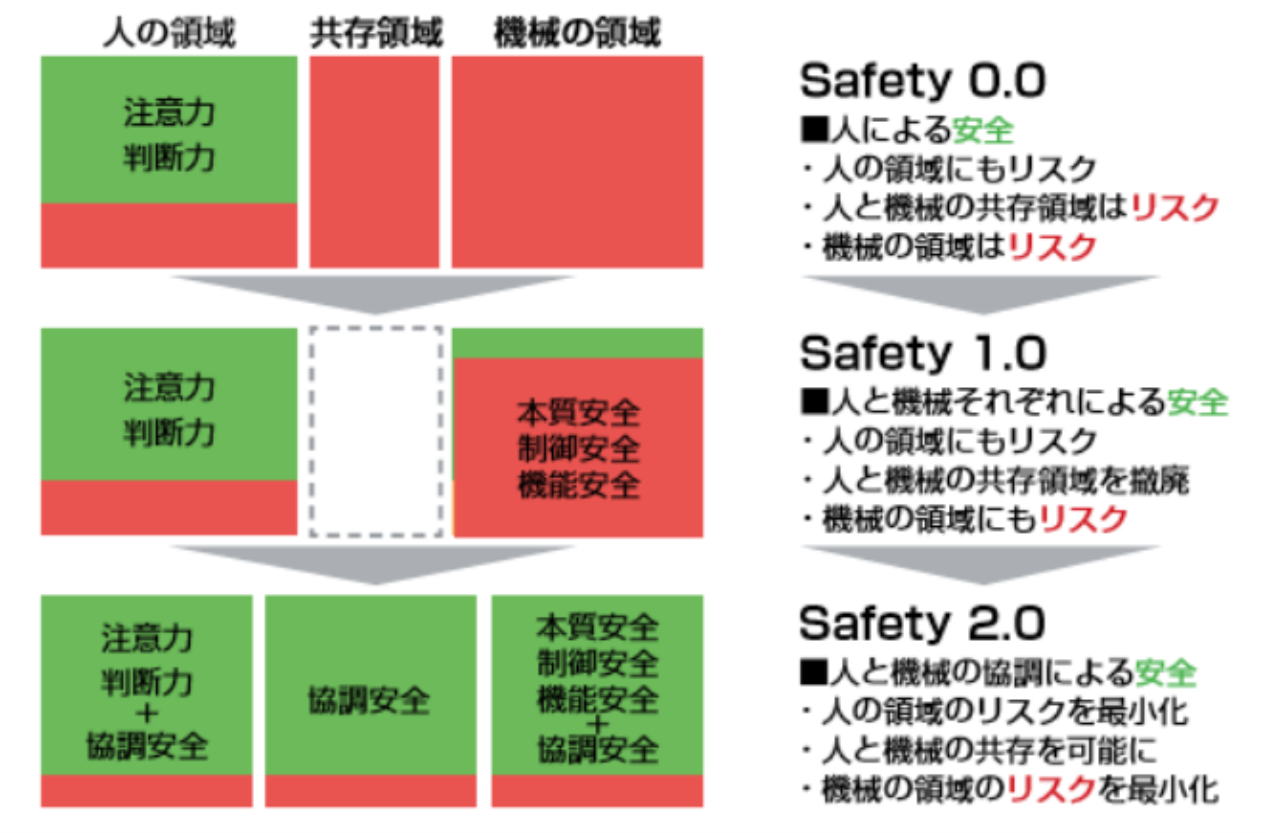 人の領域
共存領域
機械の領域
注意力
判断力
Safety 0.0
■人による安全
・人の領域にもリスク
・人と機械の共存領域はリスク
・機械の領域はリスク
注意力
判断力
本質安全
制御安全
機能安全
Safety 1.0
■人と機械それぞれによる安全
・人の領域にもリスク
・人と機械の共存領域を撤廃
・機械の領域にもリスク
注意力
判断力
+
協調安全
協調安全
本質安全
制御安全
機能安全
+
協調安全
Safety 2.0
■人と機械の協調による安全
・人の領域のリスクを最小化
・人と機械の共存を可能に
・機械の領域のリスクを最小化